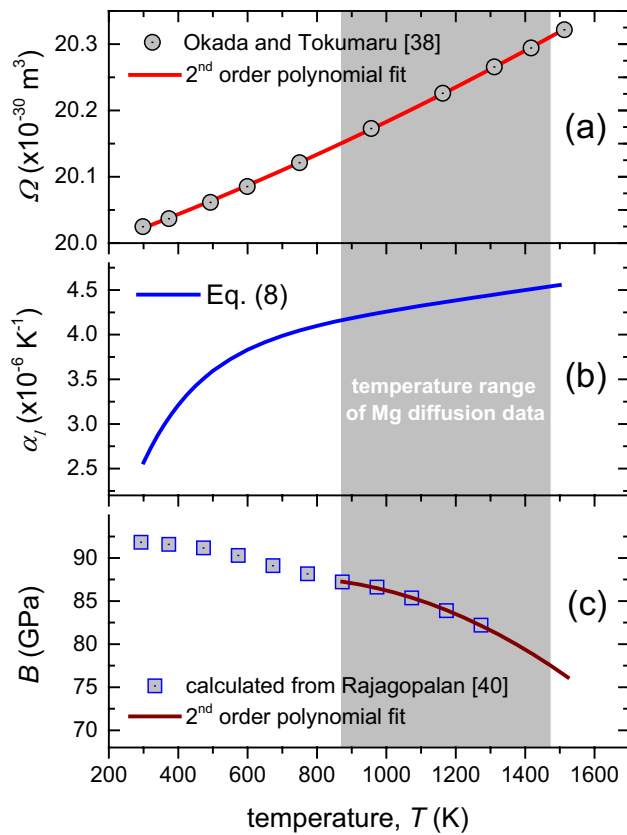 20.3
20.2
20.1
20.0
Ω (x10⁻³⁰ m³)
Okada and Tokumaru [38]
2ⁿᵈ order polynomial fit
(a)
4.5
4.0
3.5
3.0
2.5
α_l (x10⁻⁶ K⁻¹)
Eq. (8)
temperature range
of Mg diffusion data
(b)
90
85
80
75
70
B (GPa)
(c)
calculated from Rajagopalan [40]
2ⁿᵈ order polynomial fit
200 400 600 800 1000 1200 1400 1600
temperature, T (K)